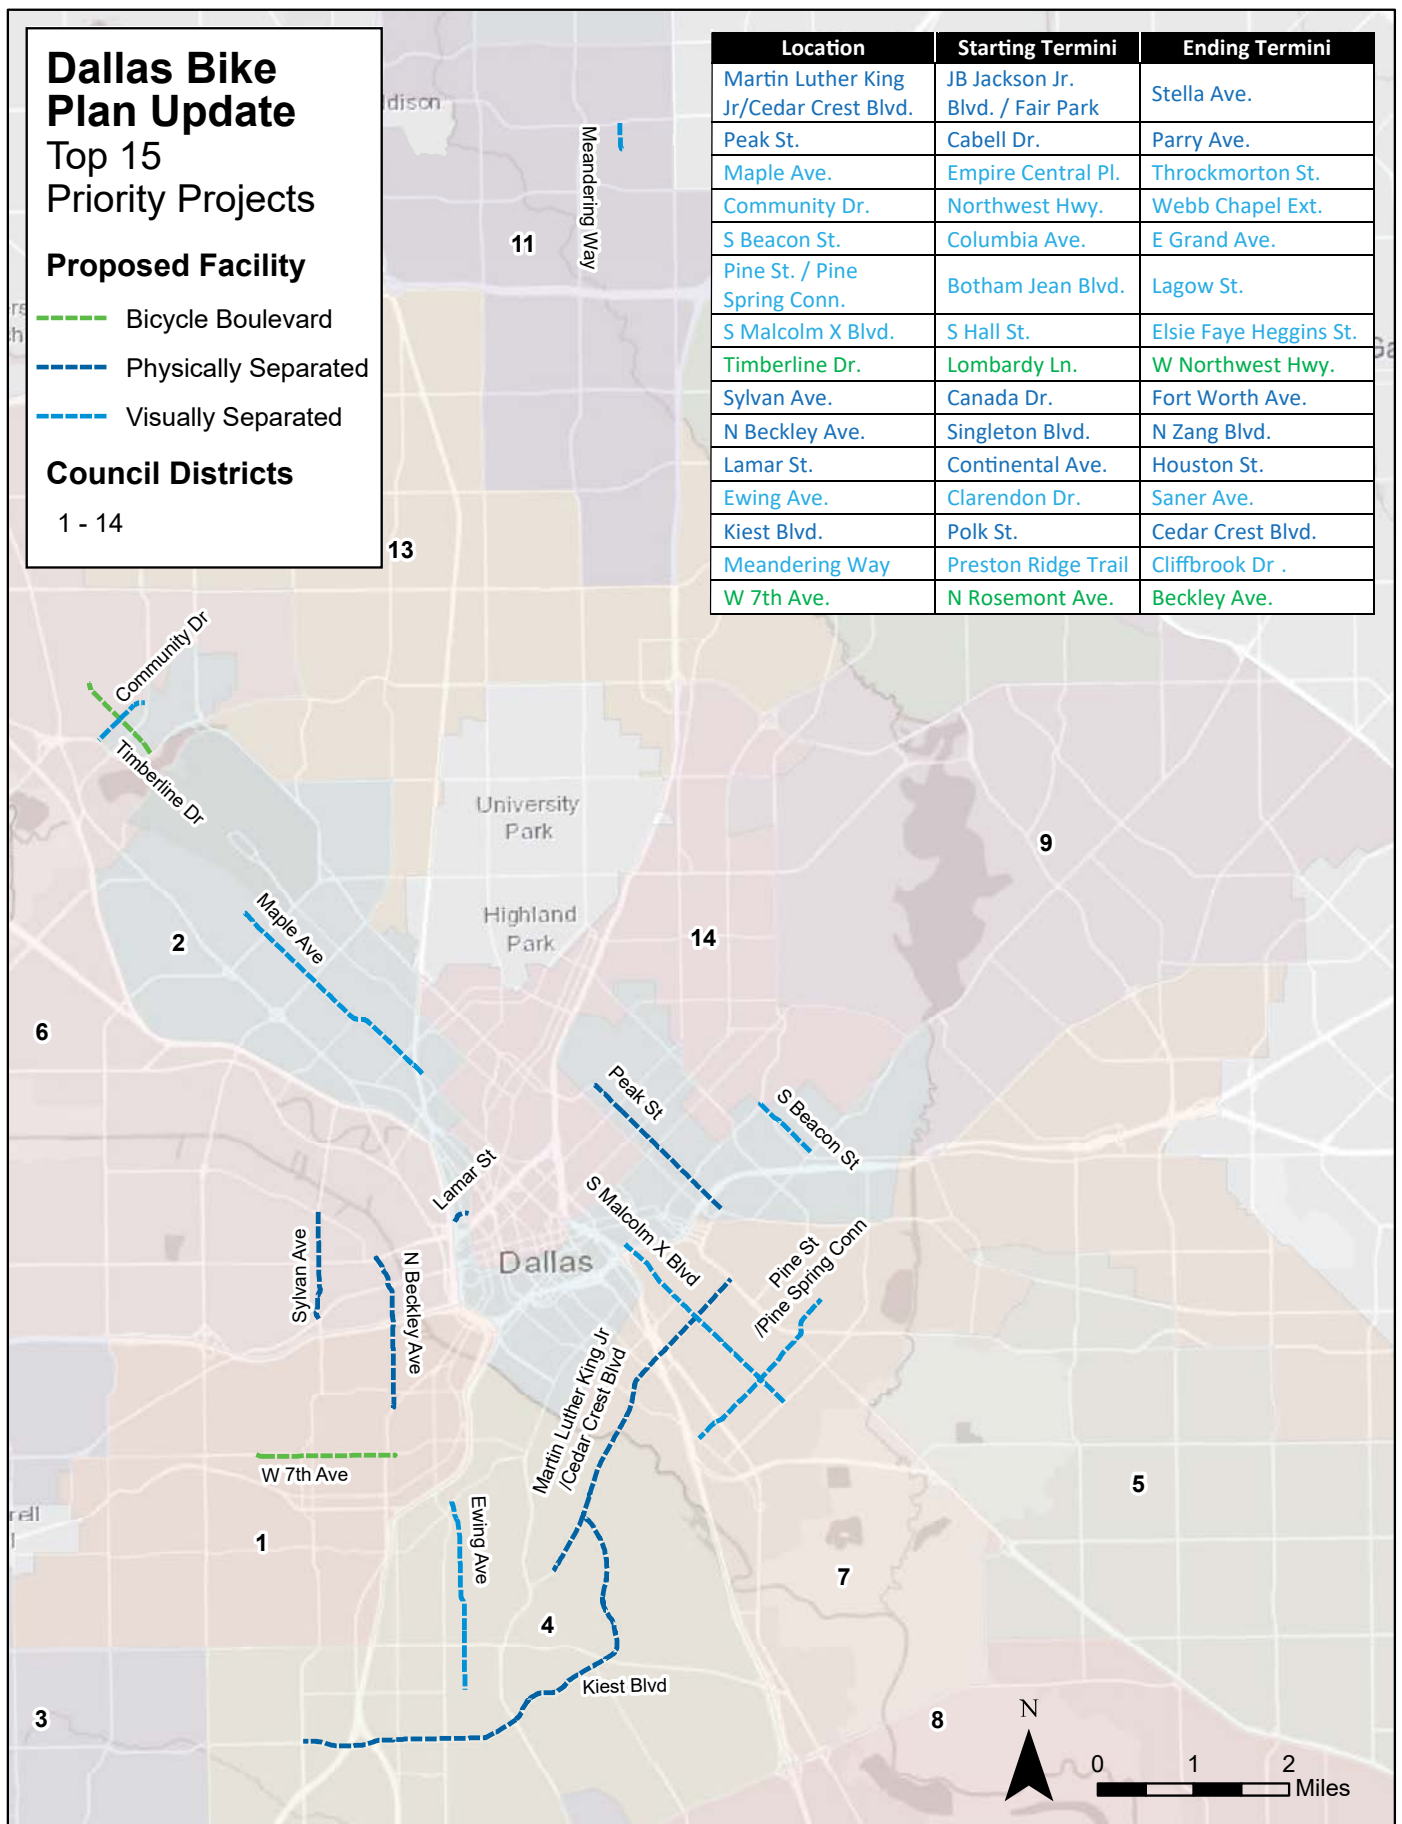 Dallas Bike
Plan Update
Top 15
Priority Projects
Proposed Facility
Bicycle Boulevard
Physically Separated
Visually Separated
Council Districts
1 - 14
Location Starting Termini Ending Termini
Martin Luther King Jr/Cedar Crest Blvd. JB Jackson Jr. Blvd. / Fair Park Stella Ave.
Peak St. Cabell Dr. Parry Ave.
Maple Ave. Empire Central Pl. Throckmorton St.
Community Dr. Northwest Hwy. Webb Chapel Ext.
S Beacon St. Columbia Ave. E Grand Ave.
Pine St. / Pine Spring Conn. Botham Jean Blvd. Lagow St.
S Malcolm X Blvd. S Hall St. Elsie Faye Heggins St.
Timberline Dr. Lombardy Ln. W Northwest Hwy.
Sylvan Ave. Canada Dr. Fort Worth Ave.
N Beckley Ave. Singleton Blvd. N Zang Blvd.
Lamar St. Continental Ave. Houston St.
Ewing Ave. Clarendon Dr. Saner Ave.
Kiest Blvd. Polk St. Cedar Crest Blvd.
Meandering Way Preston Ridge Trail Cliffbrook Dr .
W 7th Ave. N Rosemont Ave. Beckley Ave.
ddison
Meandering Way
11
13
Community Dr
Timberline Dr
University
Park
Highland
Park
9
Maple Ave
2
14
6
Peak St
S Beacon St
Lamar St
S Malcolm X Blvd
Dallas
Pine St
/Pine Spring Conn
Sylvan Ave
N Beckley Ave
Martin Luther King Jr
/Cedar Crest Blvd
W 7th Ave
Ewing Ave
rell
1
5
7
4
Kiest Blvd
3
8
N
0 1 2
Miles